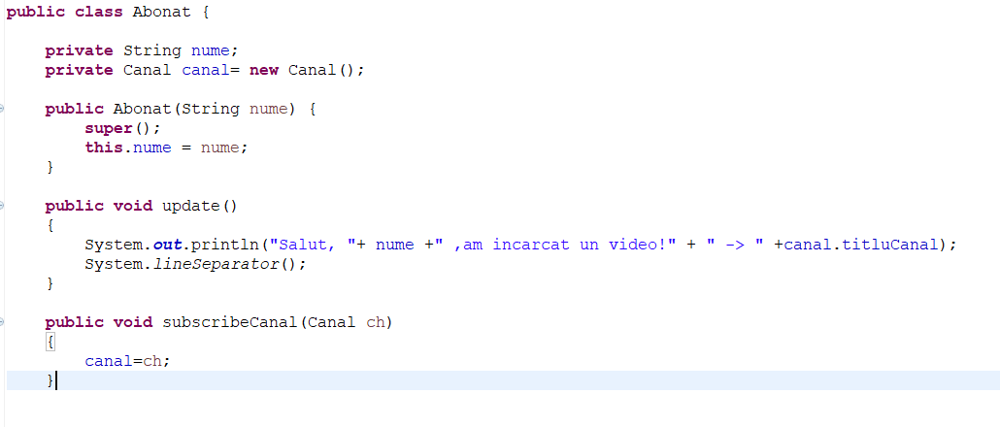 public class Abonat {
private String nume;
private Canal canal= new Canal();
public Abonat(String nume) {
super();
this.nume = nume;
}
public void update()
{
System.out.println("Salut, "+ nume +" ,am incarcat un video!" + " -> " +canal.titluCanal);
System.lineSeparator();
}
public void subscribeCanal(Canal ch)
{
canal=ch;
}